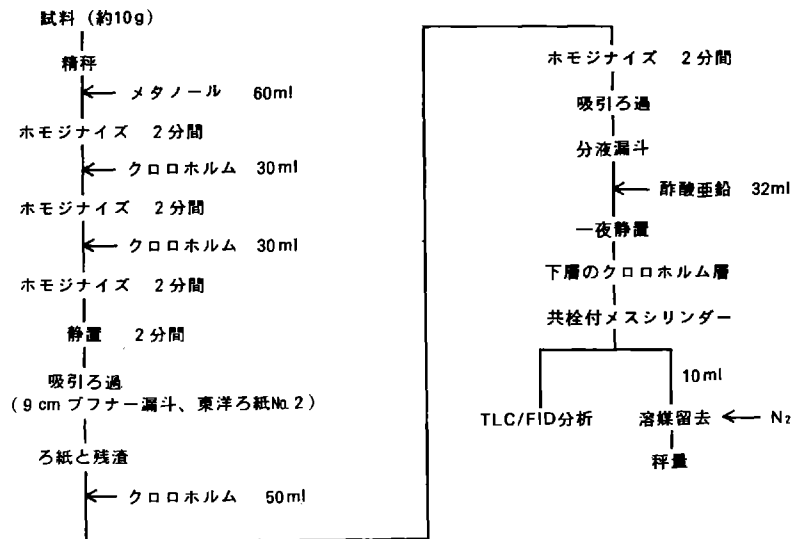 試料(約10g)
精秤
メタノール 60ml
ホモジナイズ 2分間
クロロホルム 30ml
ホモジナイズ 2分間
クロロホルム 30ml
ホモジナイズ 2分間
静置 2分間
吸引ろ過
(9cmブフナー漏斗、東洋ろ紙No.2)
ろ紙と残渣
クロロホルム 50ml
ホモジナイズ 2分間
吸引ろ過
分液漏斗
酢酸亜鉛 32ml
一夜静置
下層のクロロホルム層
共栓付メスシリンダー
10ml
TLC/FID分析
溶媒留去
N₂
秤量